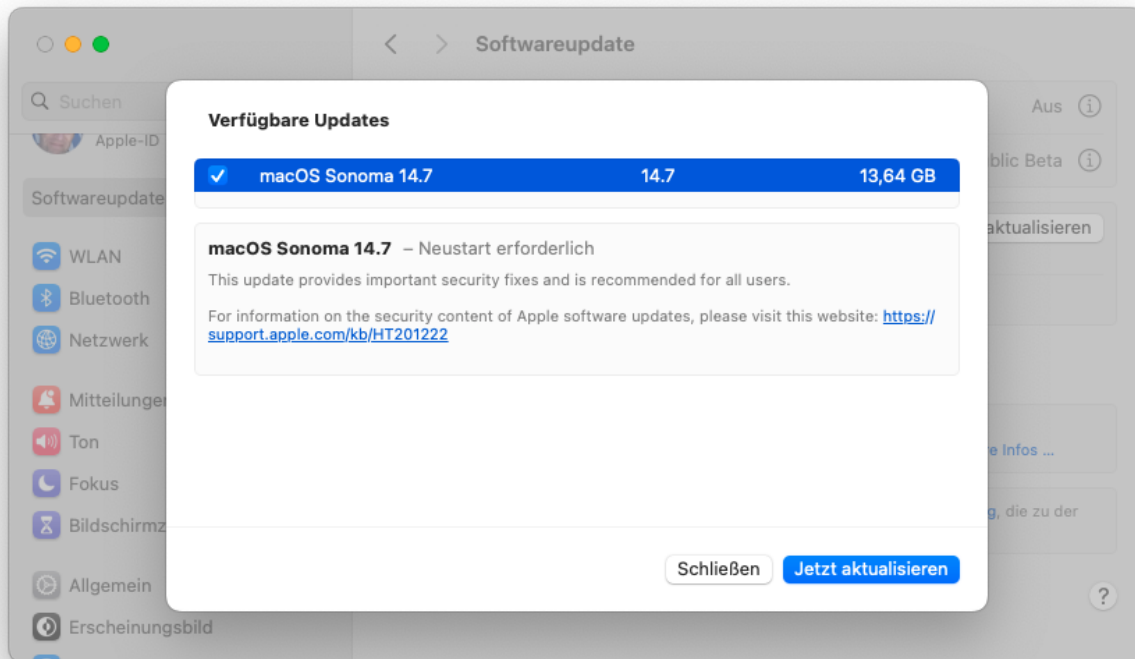 Softwareupdate
Suchen
Apple-ID
Softwareupdate
WLAN
Bluetooth
Netzwerk
Mitteilungen
Ton
Fokus
Bildschirmz
Allgemein
Erscheinungsbild
Aus
blic Beta
aktualisieren
re Infos ...
g, die zu der
?
Verfügbare Updates
macOS Sonoma 14.7 14.7 13,64 GB
macOS Sonoma 14.7 – Neustart erforderlich
This update provides important security fixes and is recommended for all users.
For information on the security content of Apple software updates, please visit this website: https://
support.apple.com/kb/HT201222
Schließen Jetzt aktualisieren